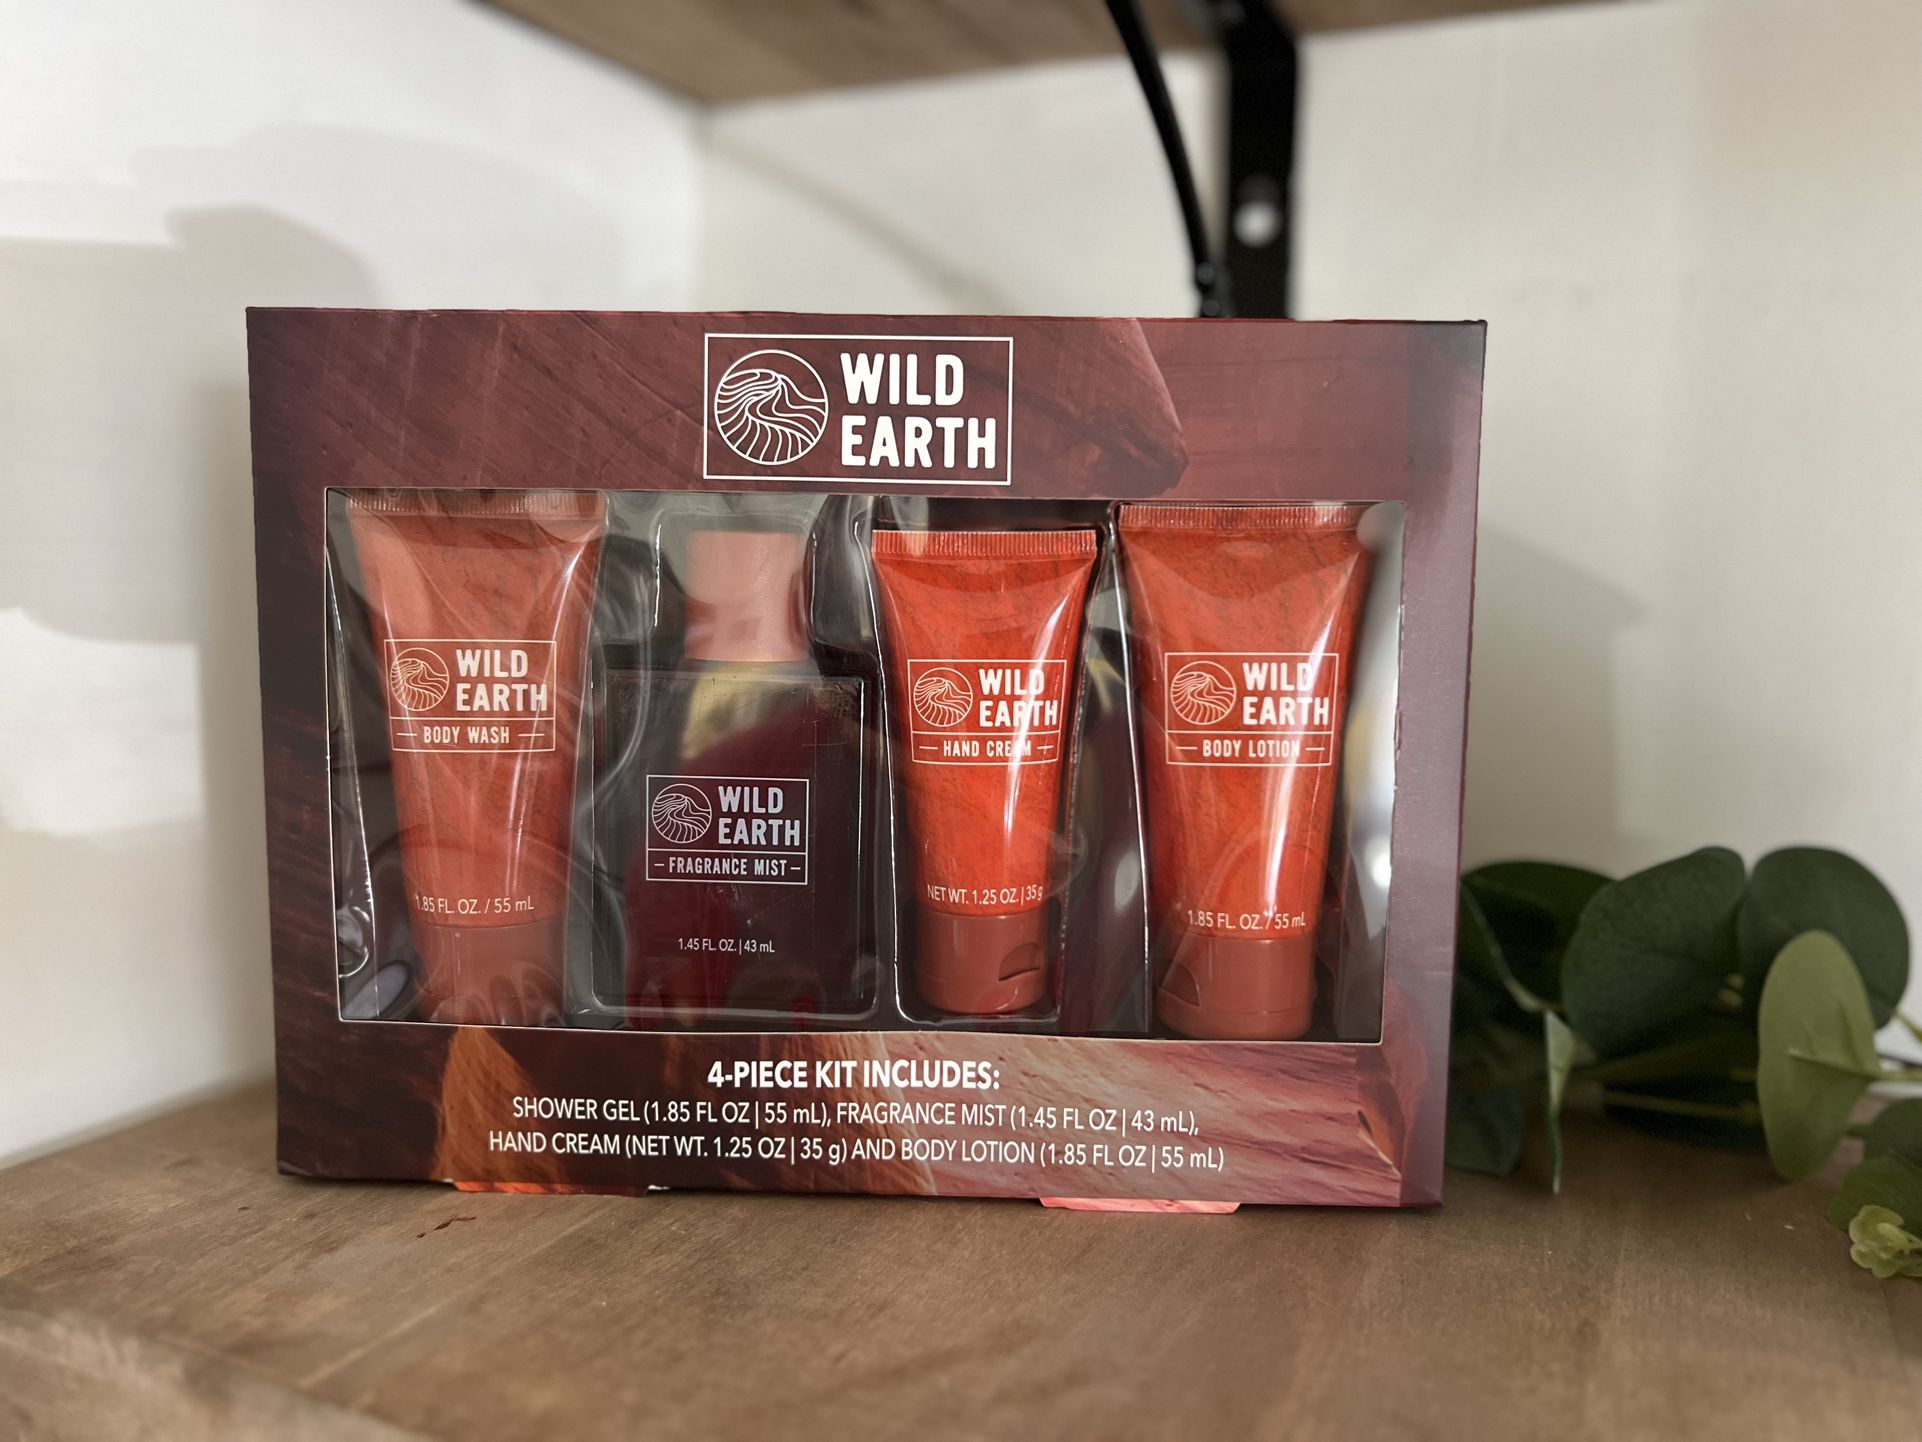 WILD
EARTH
WILD
EARTH
BODY WASH
1.85 FL. OZ. / 55 mL
WILD
EARTH
FRAGRANCE MIST
1.45 FL. OZ. | 43 mL
WILD
EARTH
HAND CREAM
NET WT. 1.25 OZ. | 35 g
WILD
EARTH
BODY LOTION
1.85 FL. OZ. / 55 mL
4-PIECE KIT INCLUDES:
SHOWER GEL (1.85 FL OZ | 55 mL), FRAGRANCE MIST (1.45 FL OZ | 43 mL),
HAND CREAM (NET WT. 1.25 OZ | 35 g) AND BODY LOTION (1.85 FL OZ | 55 mL)